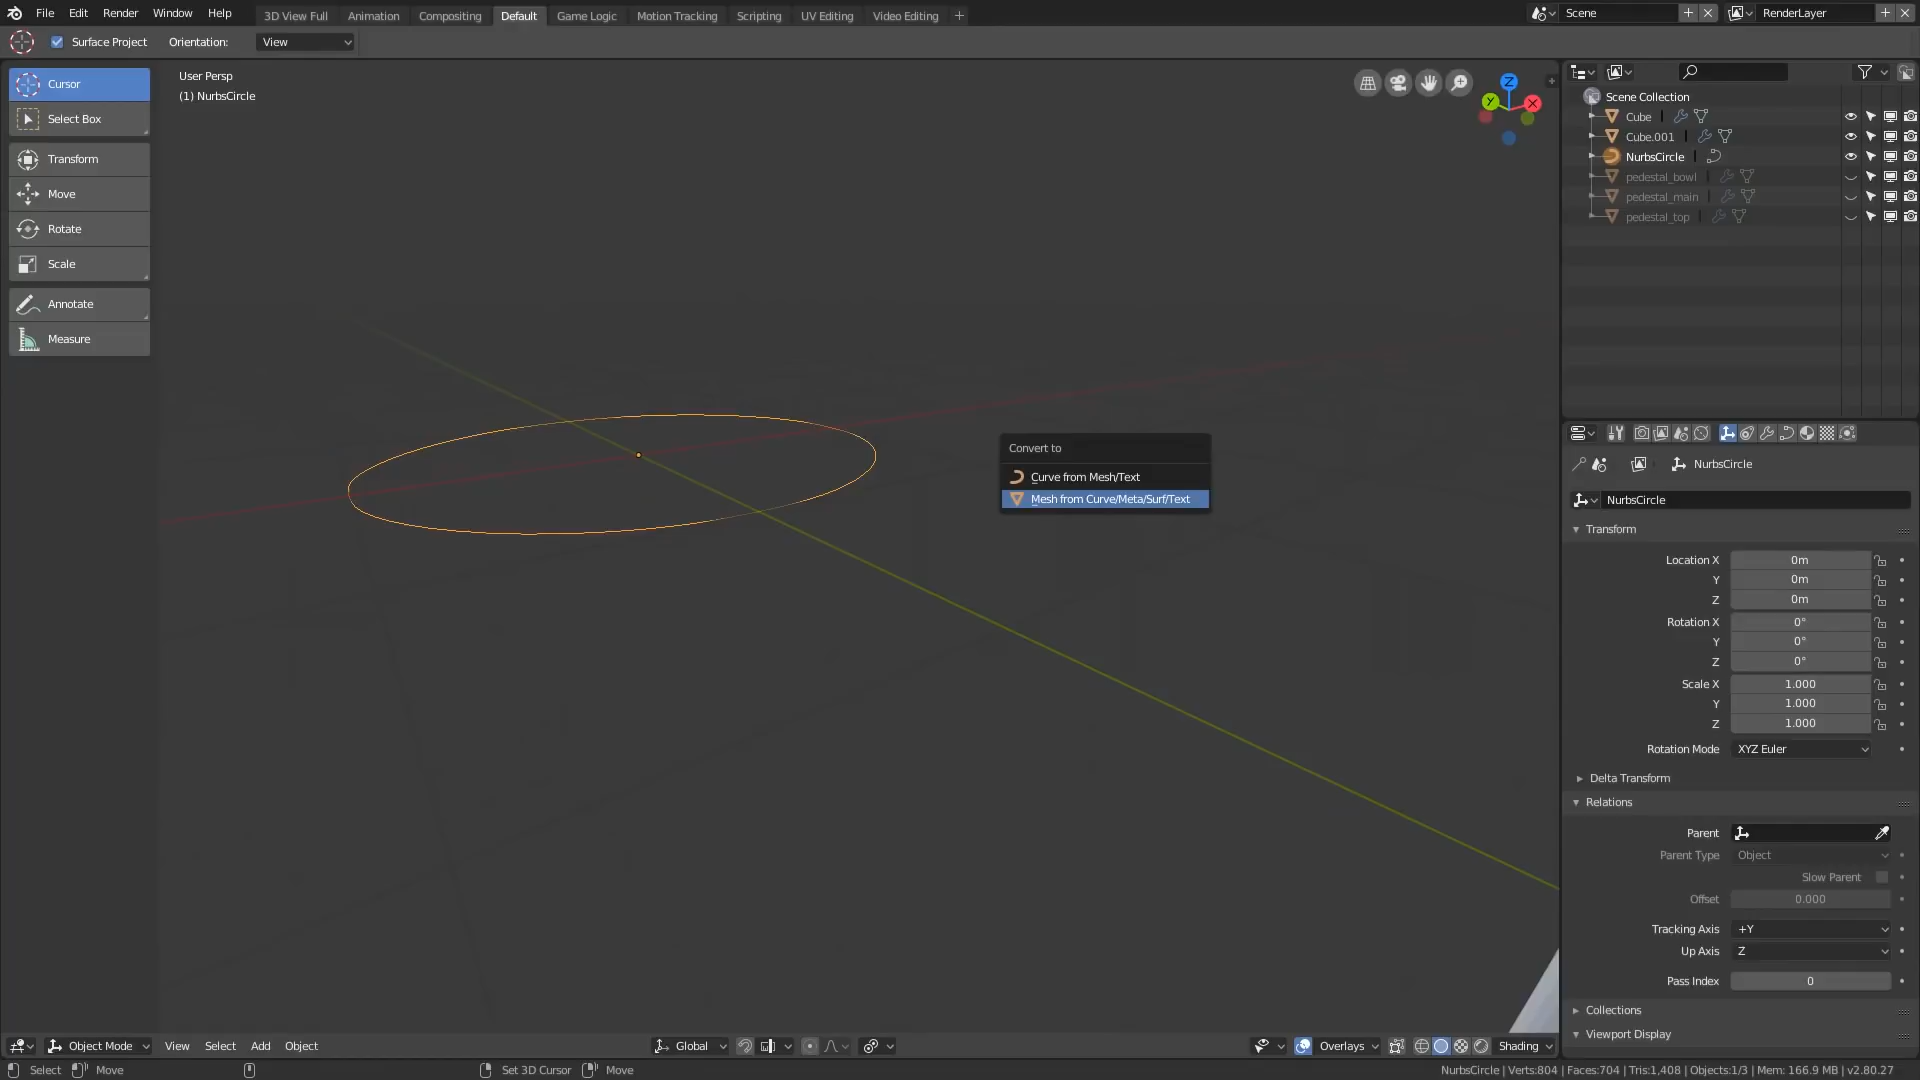 File Edit Render Window Help 3D View Full Animation Compositing Default Game Logic Motion Tracking Scripting UV Editing Video Editing Scene RenderLayer
Surface Project Orientation: View
Cursor
Select Box
Transform
Move
Rotate
Scale
Annotate
Measure
User Persp
(1) NurbsCircle
Z
Y
X
Convert to
Curve from Mesh/Text
Mesh from Curve/Meta/Surf/Text
Scene Collection
Cube
Cube.001
NurbsCircle
pedestal_bowl
pedestal_main
pedestal_top
NurbsCircle
NurbsCircle
Transform
Location X 0m
Y 0m
Z 0m
Rotation X 0°
Y 0°
Z 0°
Scale X 1.000
Y 1.000
Z 1.000
Rotation Mode XYZ Euler
Delta Transform
Relations
Parent
Parent Type Object
Slow Parent
Offset 0.000
Tracking Axis +Y
Up Axis Z
Pass Index 0
Collections
Viewport Display
Object Mode View Select Add Object Global Overlays Shading
Select Move Set 3D Cursor Move NurbsCircle | Verts:804 | Faces:704 | Tris:1,408 | Objects:1/3 | Mem: 166.9 MB | v2.80.27